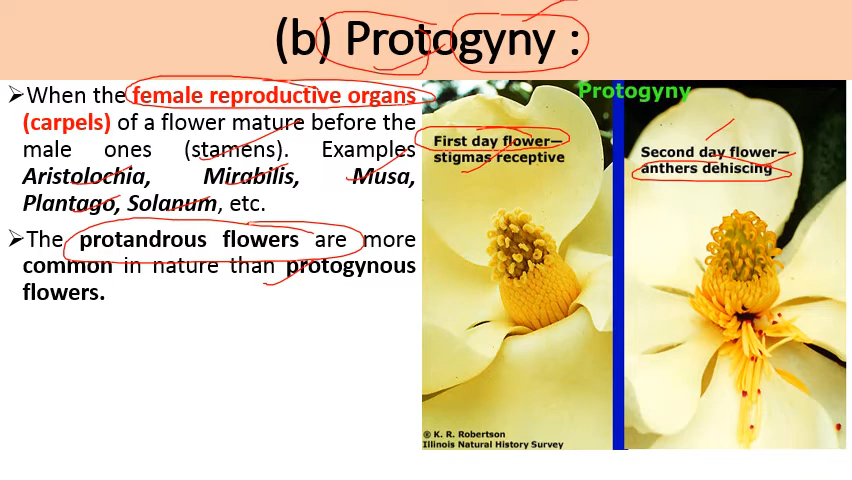 (b) Protogyny :
➢When the female reproductive organs
(carpels) of a flower mature before the
male ones (stamens). Examples
Aristolochia, Mirabilis, Musa,
Plantago, Solanum, etc.
➢The protandrous flowers are more
common in nature than protogynous
flowers.
Protogyny
First day flower—
stigmas receptive
Second day flower—
anthers dehiscing
® K. R. Robertson
Illinois Natural History Survey